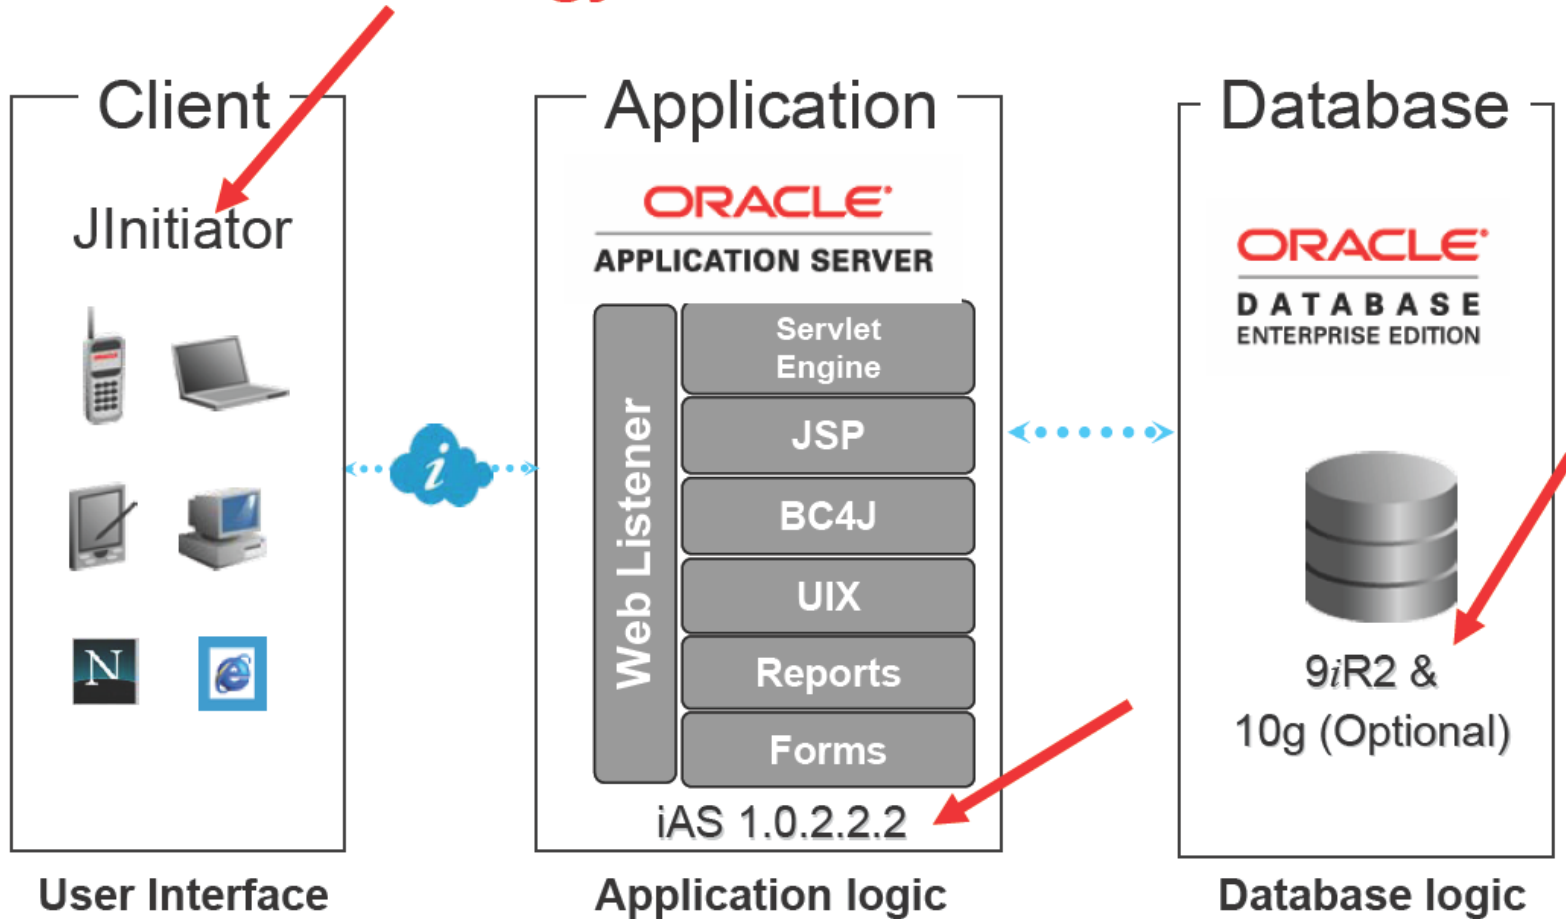 Client
JInitiator
User Interface
Application
ORACLE
APPLICATION SERVER
Web Listener
Servlet
Engine
JSP
BC4J
UIX
Reports
Forms
iAS 1.0.2.2.2
Application logic
Database
ORACLE
DATABASE
ENTERPRISE EDITION
9iR2 &
10g (Optional)
Database logic
ORACLE
N
e
i